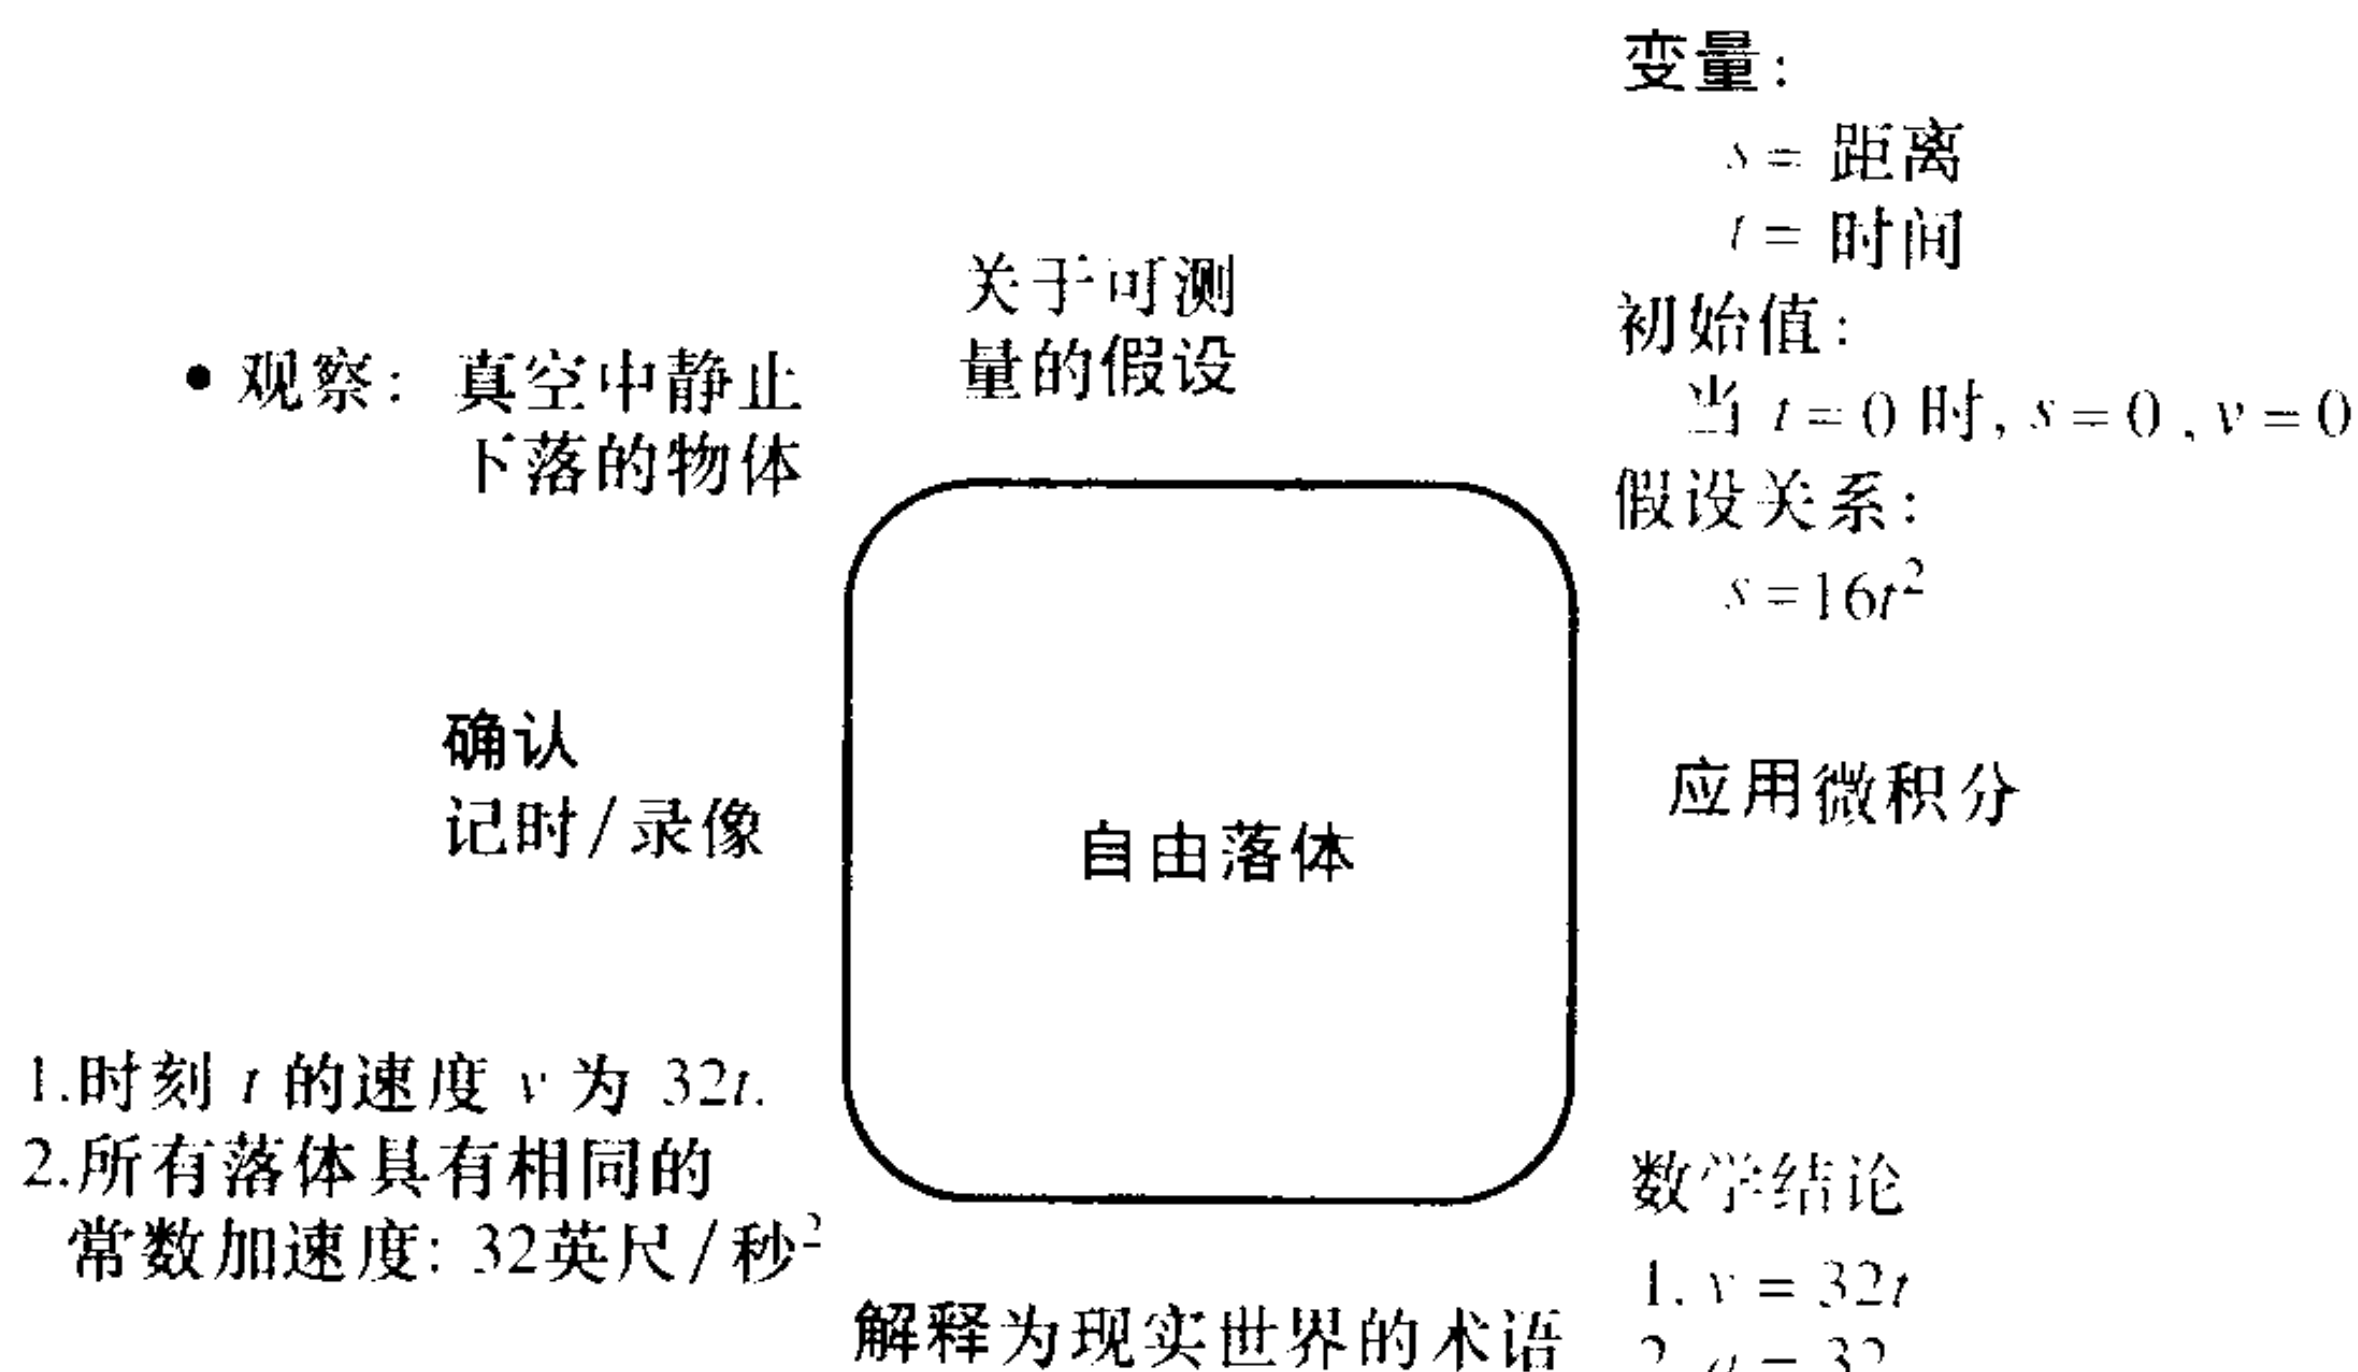 变量:
s = 距离
t = 时间
初始值:
当 t = 0 时, s = 0 , v = 0
假设关系:
s = 16t²
关于可测
量的假设
• 观察: 真空中静止
下落的物体
确认
记时/录像
自由落体
应用微积分
1.时刻 t 的速度 v 为 32t.
2.所有落体具有相同的
常数加速度: 32英尺/秒²
解释为现实世界的术语
数学结论
1. v = 32t
2. a = 32